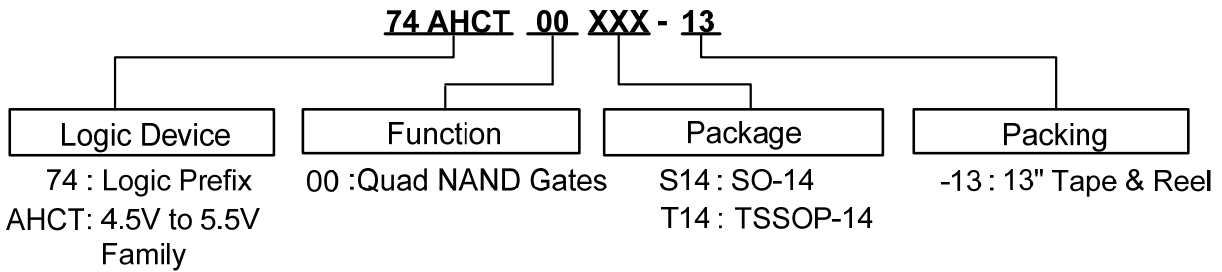 74 AHCT 00 XXX - 13
Logic Device
74 : Logic Prefix
AHCT: 4.5V to 5.5V
Family
Function
00 :Quad NAND Gates
Package
S14 : SO-14
T14 : TSSOP-14
Packing
-13 : 13" Tape & Reel